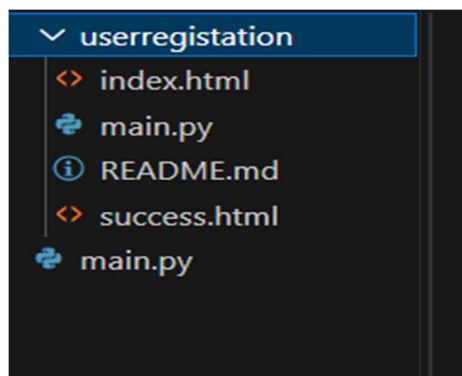 userregistation
index.html
main.py
README.md
success.html
main.py